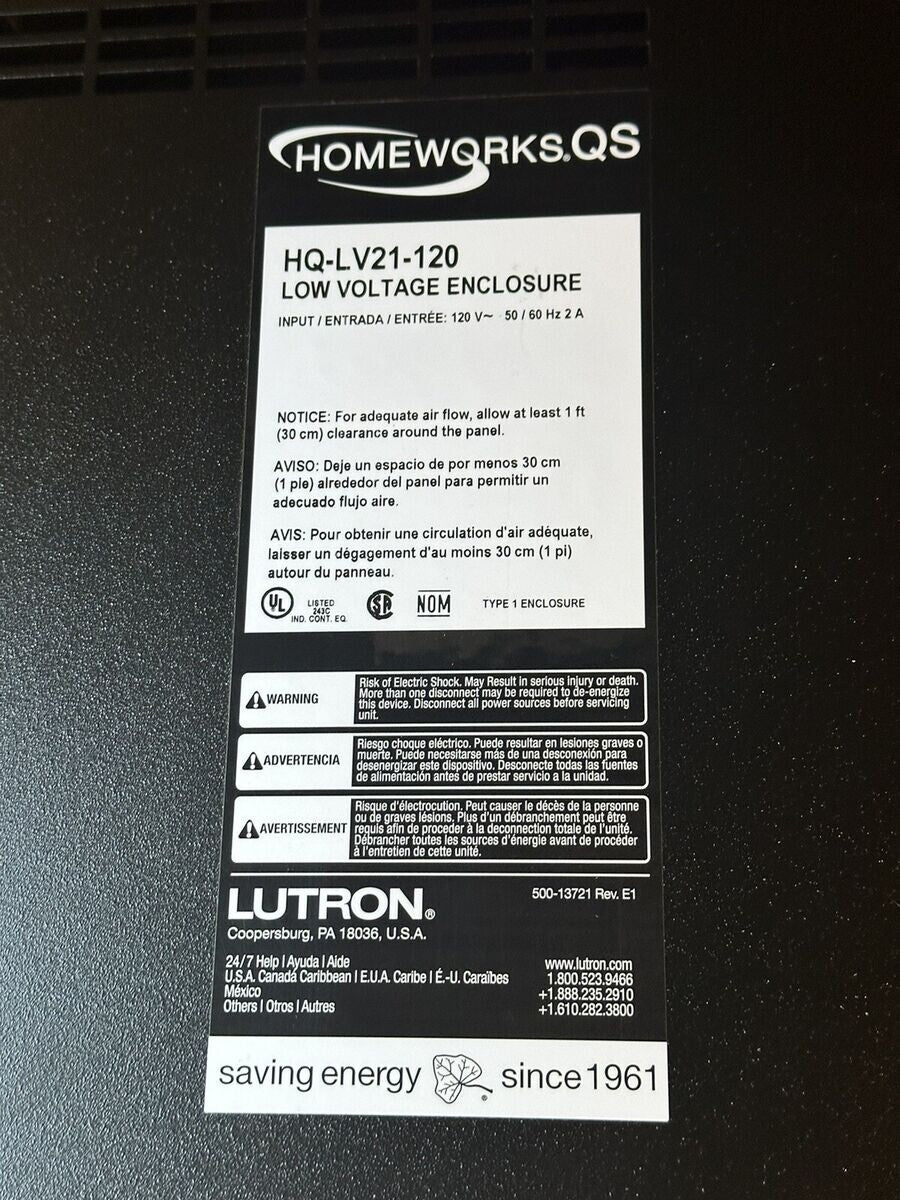 HOMEWORKS® QS
HQ-LV21-120
LOW VOLTAGE ENCLOSURE
INPUT / ENTRADA / ENTRÉE: 120 V~ 50 / 60 Hz 2 A
NOTICE: For adequate air flow, allow at least 1 ft
(30 cm) clearance around the panel.
AVISO: Deje un espacio de por menos 30 cm
(1 pie) alrededor del panel para permitir un
adecuado flujo aire.
AVIS: Pour obtenir une circulation d'air adéquate,
laisser un dégagement d'au moins 30 cm (1 pi)
autour du panneau.
UL LISTED
243C
IND. CONT. EQ.
SA NOM TYPE 1 ENCLOSURE
WARNING
Risk of Electric Shock. May Result in serious injury or death.
More than one disconnect may be required to de-energize
this device. Disconnect all power sources before servicing
unit.
ADVERTENCIA
Riesgo choque eléctrico. Puede resultar en lesiones graves o
muerte. Puede necesitarse más de una desconexión para
desenergizar este dispositivo. Desconecte todas las fuentes
de alimentación antes de prestar servicio a la unidad.
AVERTISSEMENT
Risque d'électrocution. Peut causer le décès de la personne
ou de graves lésions. Plus d'un débranchement peut être
requis afin de procéder à la deconnection totale de l'unité.
Débrancher toutes les sources d'énergie avant de procéder
à l'entretien de cette unité.
LUTRON® 500-13721 Rev. E1
Coopersburg, PA 18036, U.S.A.
24/7 Help | Ayuda | Aide www.lutron.com
U.S.A. Canadá Caribbean | E.U.A. Caribe | É.-U. Caraïbes 1.800.523.9466
México +1.888.235.2910
Others | Otros | Autres +1.610.282.3800
saving energy ® since 1961